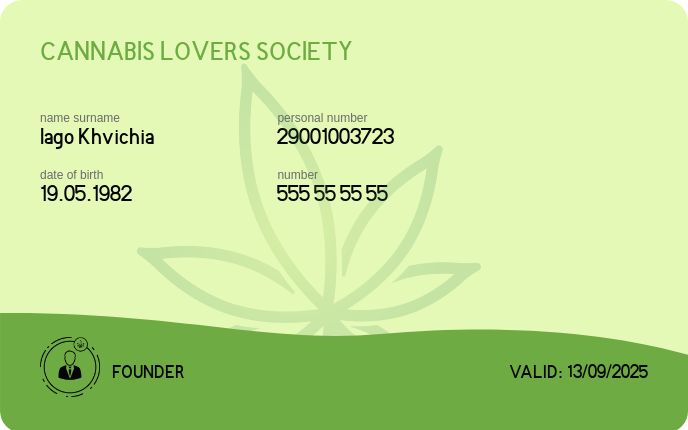 CANNABIS LOVERS SOCIETY
name surname personal number
Iago Khvichia 29001003723
date of birth number
19.05.1982 555 55 55 55
FOUNDER VALID: 13/09/2025